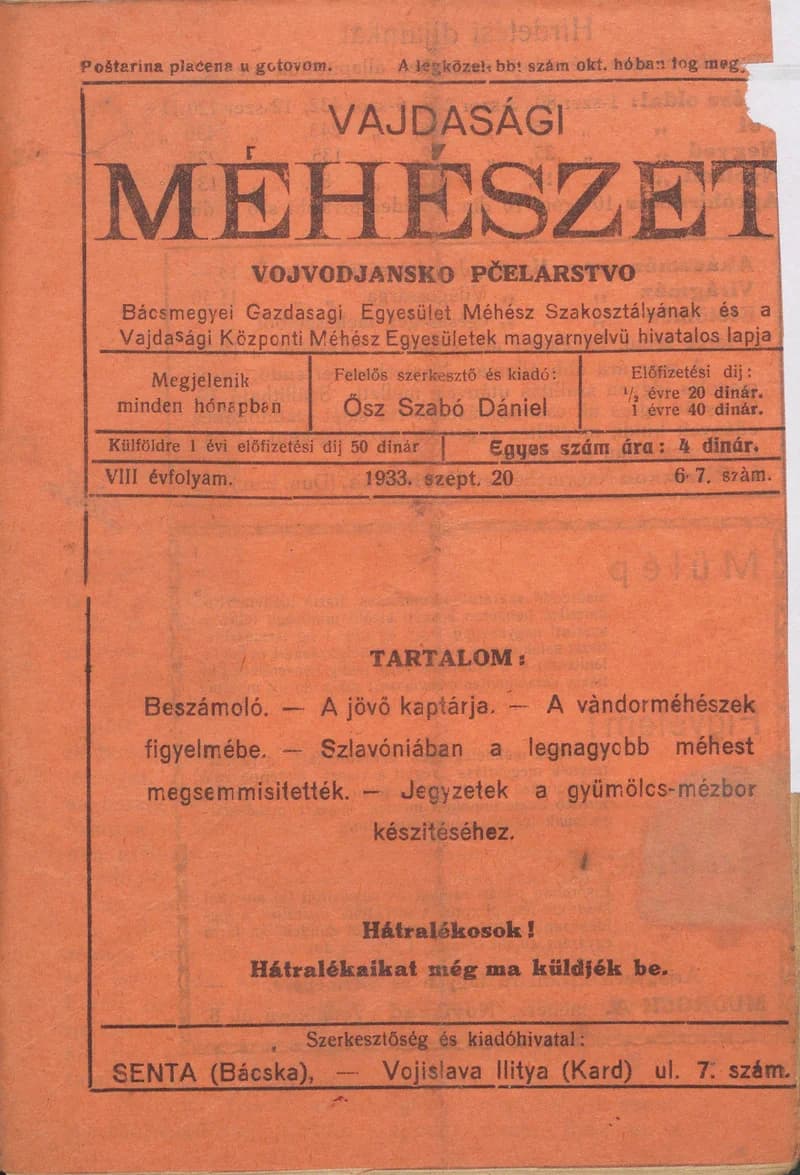 Poštarina plaćena u gotovom. A legközelebbi szám okt. hóban fog meg.
VAJDASÁGI
MÉHÉSZET
VOJVODJANSKO PČELARSTVO
Bácsmegyei Gazdasagi Egyesület Méhész Szakosztályának és a
Vajdasági Központi Méhész Egyesületek magyarnyelvü hivatalos lapja
Megjelenik
minden hónapban
Felelős szerkesztő és kiadó:
Ősz Szabó Dániel
Előfizetési dij:
½ évre 20 dinár.
1 évre 40 dinár.
Külföldre 1 évi előfizetési dij 50 dinár | Egyes szám ára: 4 dinár.
VIII évfolyam. 1933. szept. 20 6-7. szàm.
TARTALOM:
Beszámoló. — A jövő kaptárja. — A vàndorméhészek
figyelmébe. — Szlavóniában a legnagyobb méhest
megsemmisitették. — Jegyzetek a gyümölcs-mézbor
készitéséhez.
Hátralékosok!
Hátralékaikat még ma küldjék be.
Szerkesztőség és kiadóhivatal:
SENTA (Bácska), — Vojislava Ilitya (Kard) ul. 7. szám.